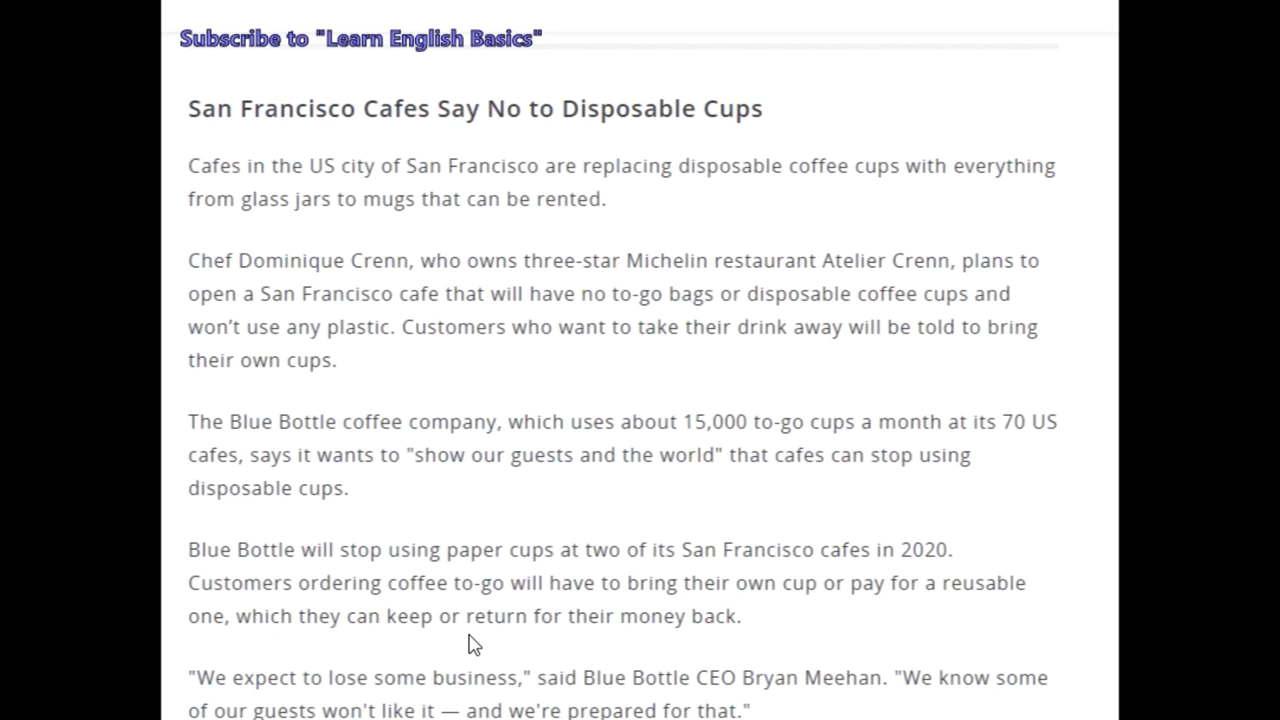 Subscribe to "Learn English Basics"
San Francisco Cafes Say No to Disposable Cups
Cafes in the US city of San Francisco are replacing disposable coffee cups with everything
from glass jars to mugs that can be rented.
Chef Dominique Crenn, who owns three-star Michelin restaurant Atelier Crenn, plans to
open a San Francisco cafe that will have no to-go bags or disposable coffee cups and
won’t use any plastic. Customers who want to take their drink away will be told to bring
their own cups.
The Blue Bottle coffee company, which uses about 15,000 to-go cups a month at its 70 US
cafes, says it wants to "show our guests and the world" that cafes can stop using
disposable cups.
Blue Bottle will stop using paper cups at two of its San Francisco cafes in 2020.
Customers ordering coffee to-go will have to bring their own cup or pay for a reusable
one, which they can keep or return for their money back.
"We expect to lose some business," said Blue Bottle CEO Bryan Meehan. "We know some
of our guests won't like it — and we're prepared for that."